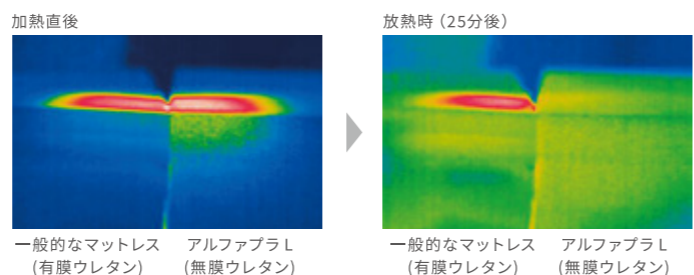 加熱直後
放熱時(25分後)
一般的なマットレス
(有膜ウレタン)
アルファプラL
(無膜ウレタン)
一般的なマットレス
(有膜ウレタン)
アルファプラL
(無膜ウレタン)